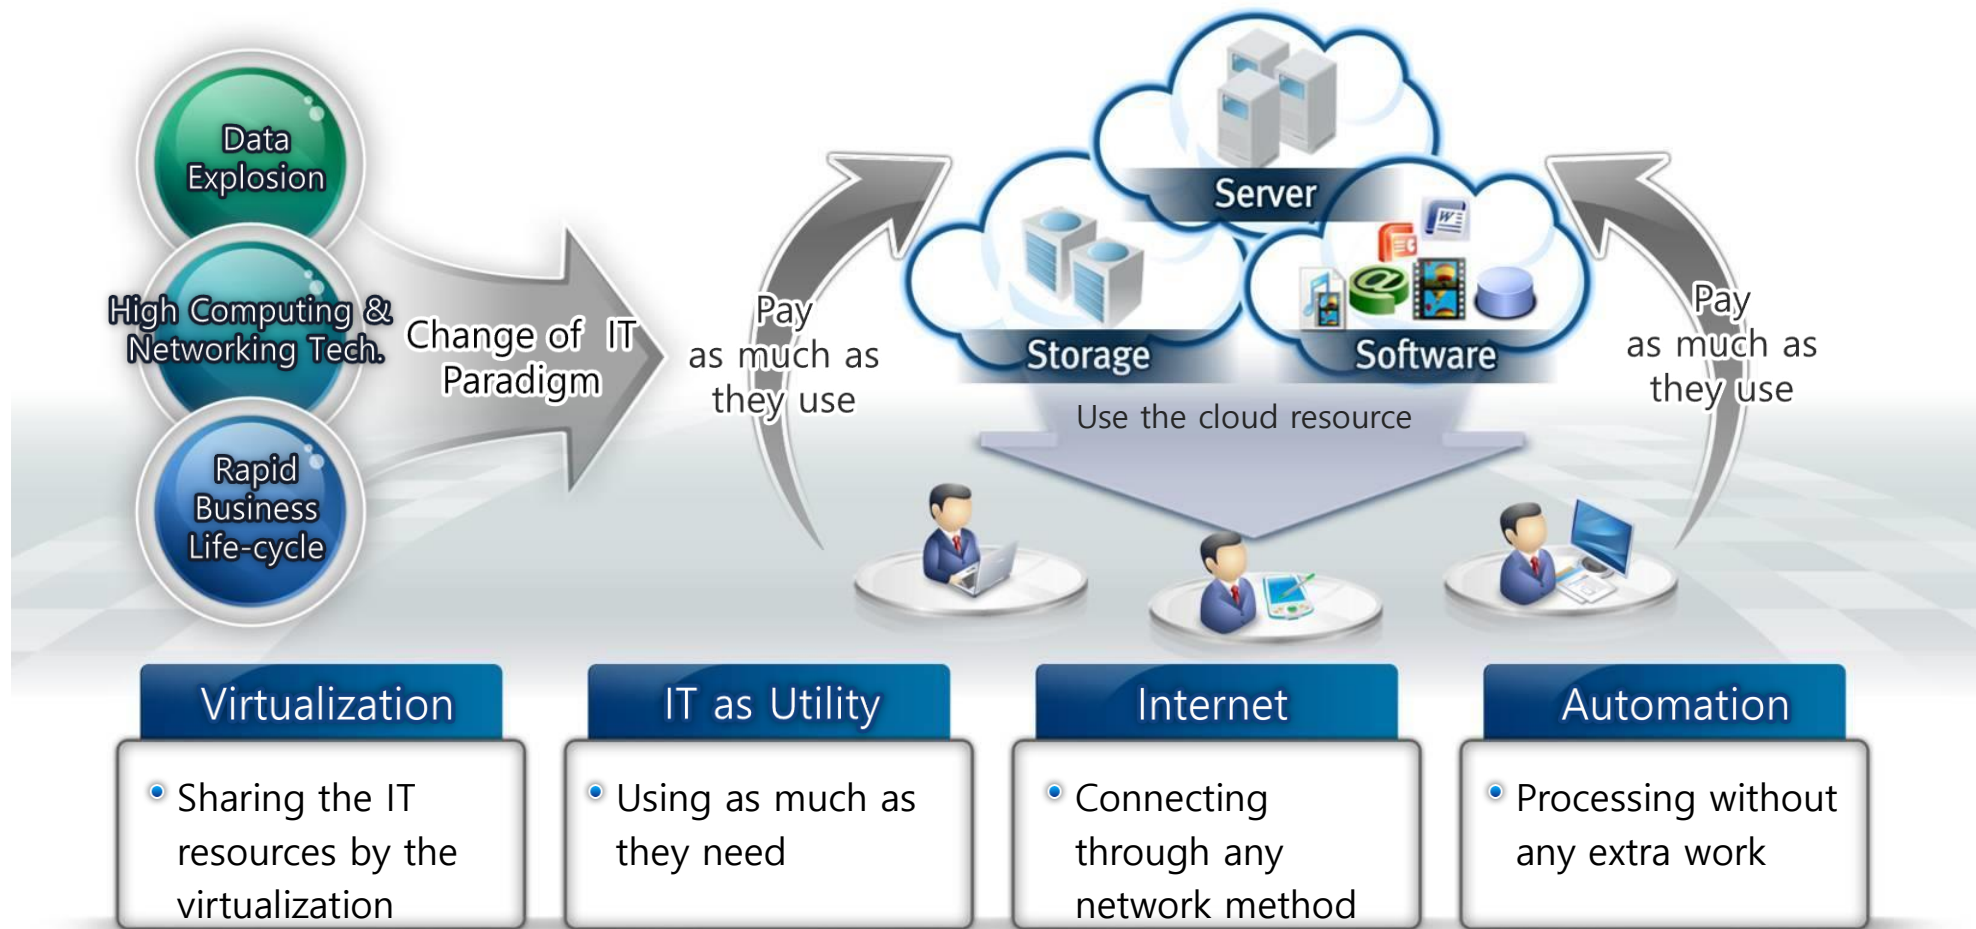 Data
Explosion
High Computing &
Networking Tech.
Rapid
Business
Life-cycle
Change of IT
Paradigm
Pay
as much as
they use
Server
Storage
Software
Use the cloud resource
Pay
as much as
they use
Virtualization
Sharing the IT
resources by the
virtualization
IT as Utility
Using as much as
they need
Internet
Connecting
through any
network method
Automation
Processing without
any extra work